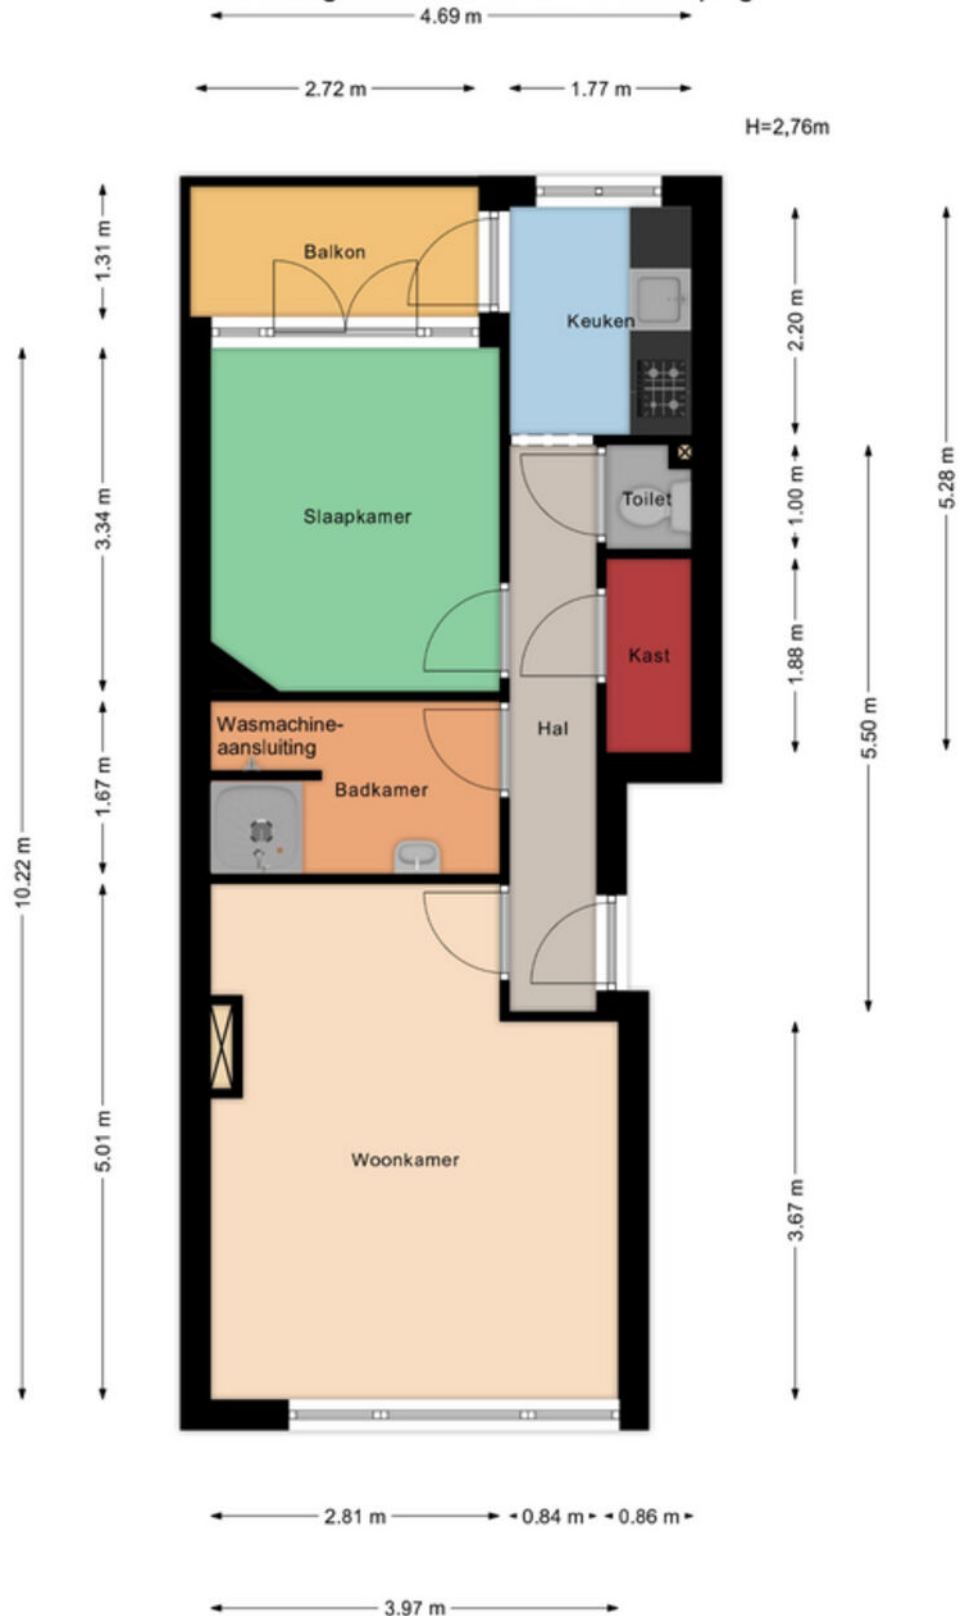 4.69 m
2.72 m
1.77 m
H=2,76m
1.31 m
Balkon
2.20 m
Keuken
5.28 m
3.34 m
Slaapkamer
1.00 m
Toilet
1.88 m
Kast
5.50 m
Hal
Wasmachine-
aansluiting
1.67 m
Badkamer
10.22 m
5.01 m
Woonkamer
3.67 m
2.81 m
0.84 m
0.86 m
3.97 m